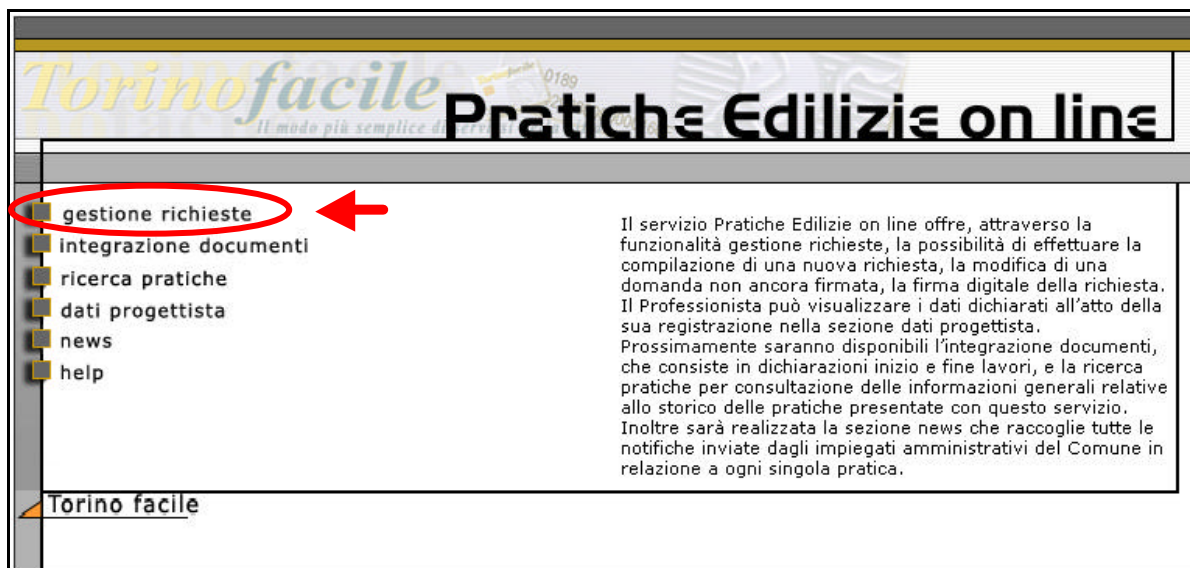 Torinofacile
0189
Il modo più semplice di
Pratiche Edilizie on line
gestione richieste
integrazione documenti
ricerca pratiche
dati progettista
news
help
Il servizio Pratiche Edilizie on line offre, attraverso la
funzionalità gestione richieste, la possibilità di effettuare la
compilazione di una nuova richiesta, la modifica di una
domanda non ancora firmata, la firma digitale della richiesta.
Il Professionista può visualizzare i dati dichiarati all'atto della
sua registrazione nella sezione dati progettista.
Prossimamente saranno disponibili l'integrazione documenti,
che consiste in dichiarazioni inizio e fine lavori, e la ricerca
pratiche per consultazione delle informazioni generali relative
allo storico delle pratiche presentate con questo servizio.
Inoltre sarà realizzata la sezione news che raccoglie tutte le
notifiche inviate dagli impiegati amministrativi del Comune in
relazione a ogni singola pratica.
Torino facile